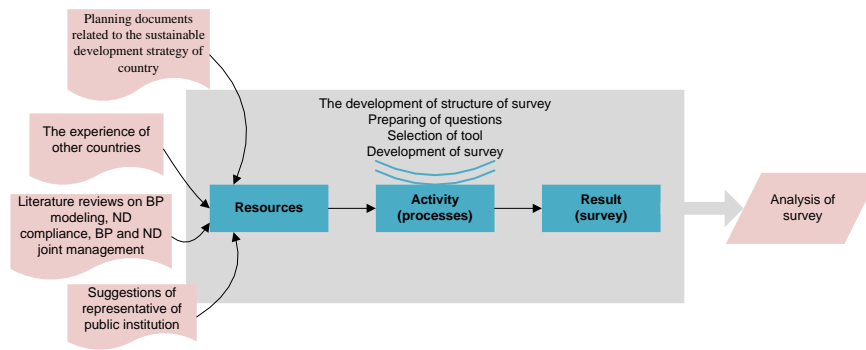 Planning documents
related to the sustainable
development strategy of
country
The experience of
other countries
Literature reviews on BP
modeling, ND
compliance, BP and ND
joint management
Suggestions of
representative of
public institution
The development of structure of survey
Preparing of questions
Selection of tool
Development of survey
Resources
Activity
(processes)
Result
(survey)
Analysis of
survey